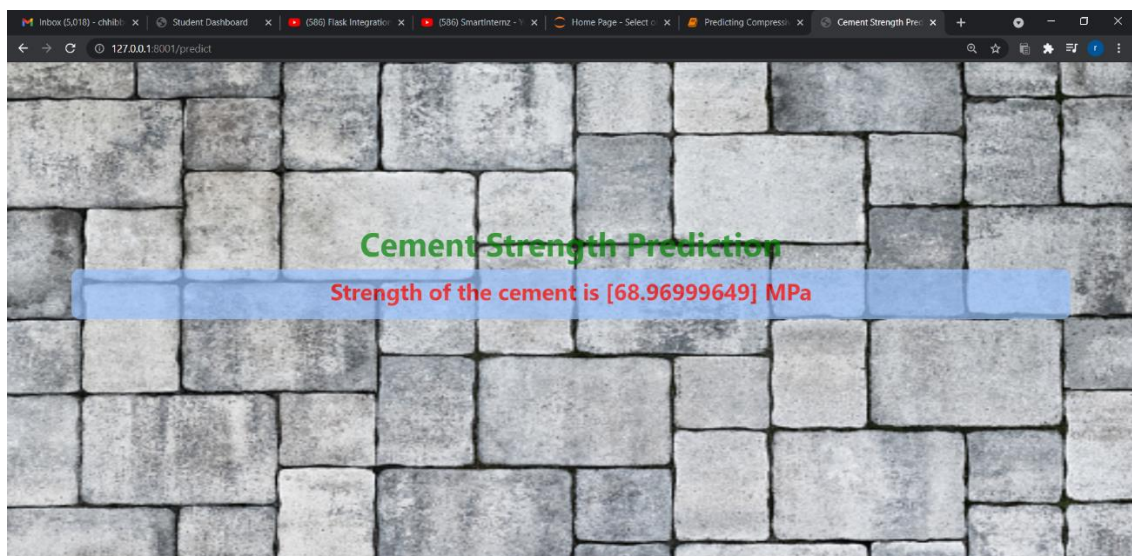 Inbox (5,018) - chhibb
Student Dashboard
(586) Flask Integration
(586) SmartInternz - Y
Home Page - Select o
Predicting Compressiv
Cement Strength Pred
127.0.0.1:8001/predict
r
Cement Strength Prediction
Strength of the cement is [68.96999649] MPa